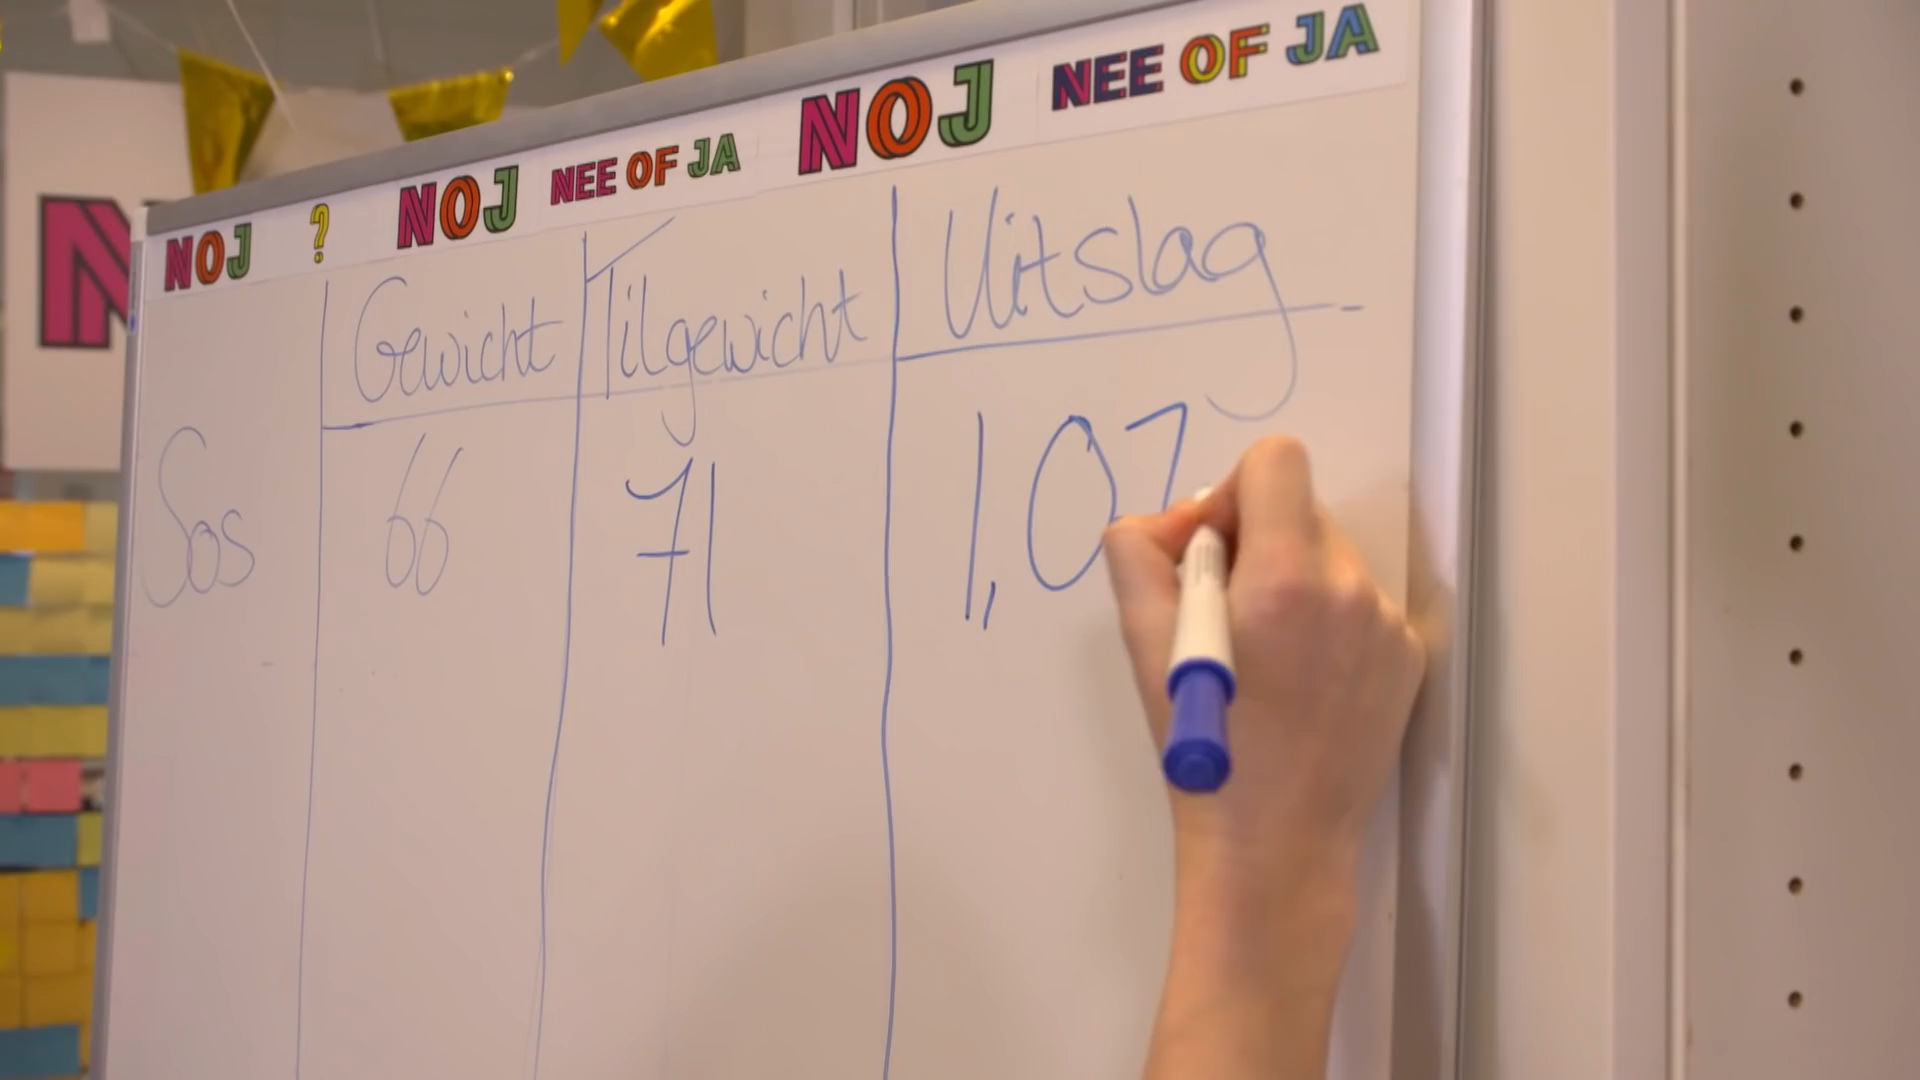 NOJ ? NOJ NEE OF JA NOJ NEE OF JA
N
Gewicht Tilgewicht Uitslag
Sos 66 71 1,07